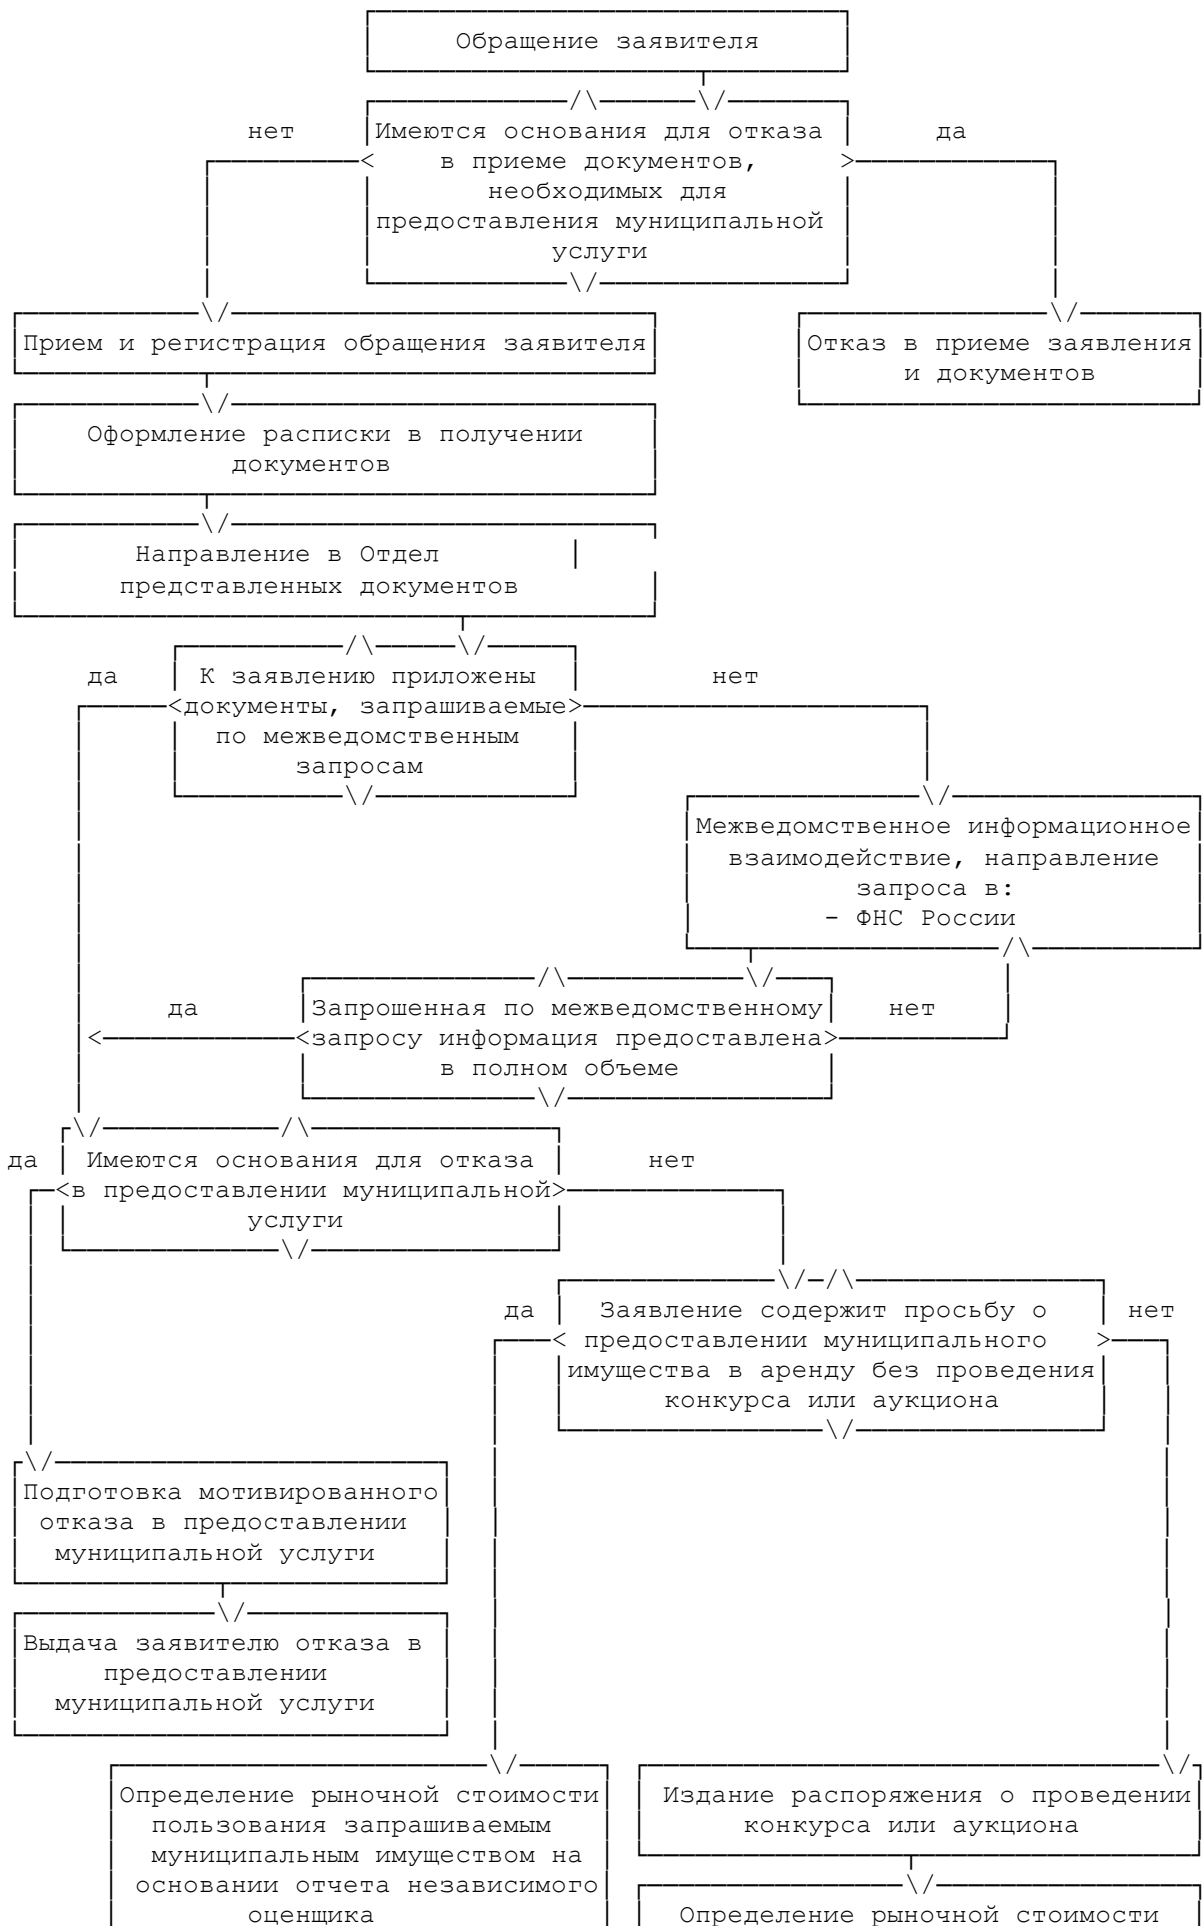 Обращение заявителя
нет
Имеются основания для отказа
да
в приеме документов,
необходимых для
предоставления муниципальной
услуги
Прием и регистрация обращения заявителя
Отказ в приеме заявления
и документов
Оформление расписки в получении
документов
Направление в Отдел
представленных документов
да
К заявлению приложены
нет
документы, запрашиваемые
по межведомственным
запросам
Межведомственное информационное
взаимодействие, направление
запроса в:
- ФНС России
да
Запрошенная по межведомственному
нет
запросу информация предоставлена
в полном объеме
да
Имеются основания для отказа
нет
в предоставлении муниципальной
услуги
да
Заявление содержит просьбу о
нет
предоставлении муниципального
имущества в аренду без проведения
конкурса или аукциона
Подготовка мотивированного
отказа в предоставлении
муниципальной услуги
Выдача заявителю отказа в
предоставлении
муниципальной услуги
Определение рыночной стоимости
пользования запрашиваемым
муниципальным имуществом на
основании отчета независимого
оценщика
Издание распоряжения о проведении
конкурса или аукциона
Определение рыночной стоимости